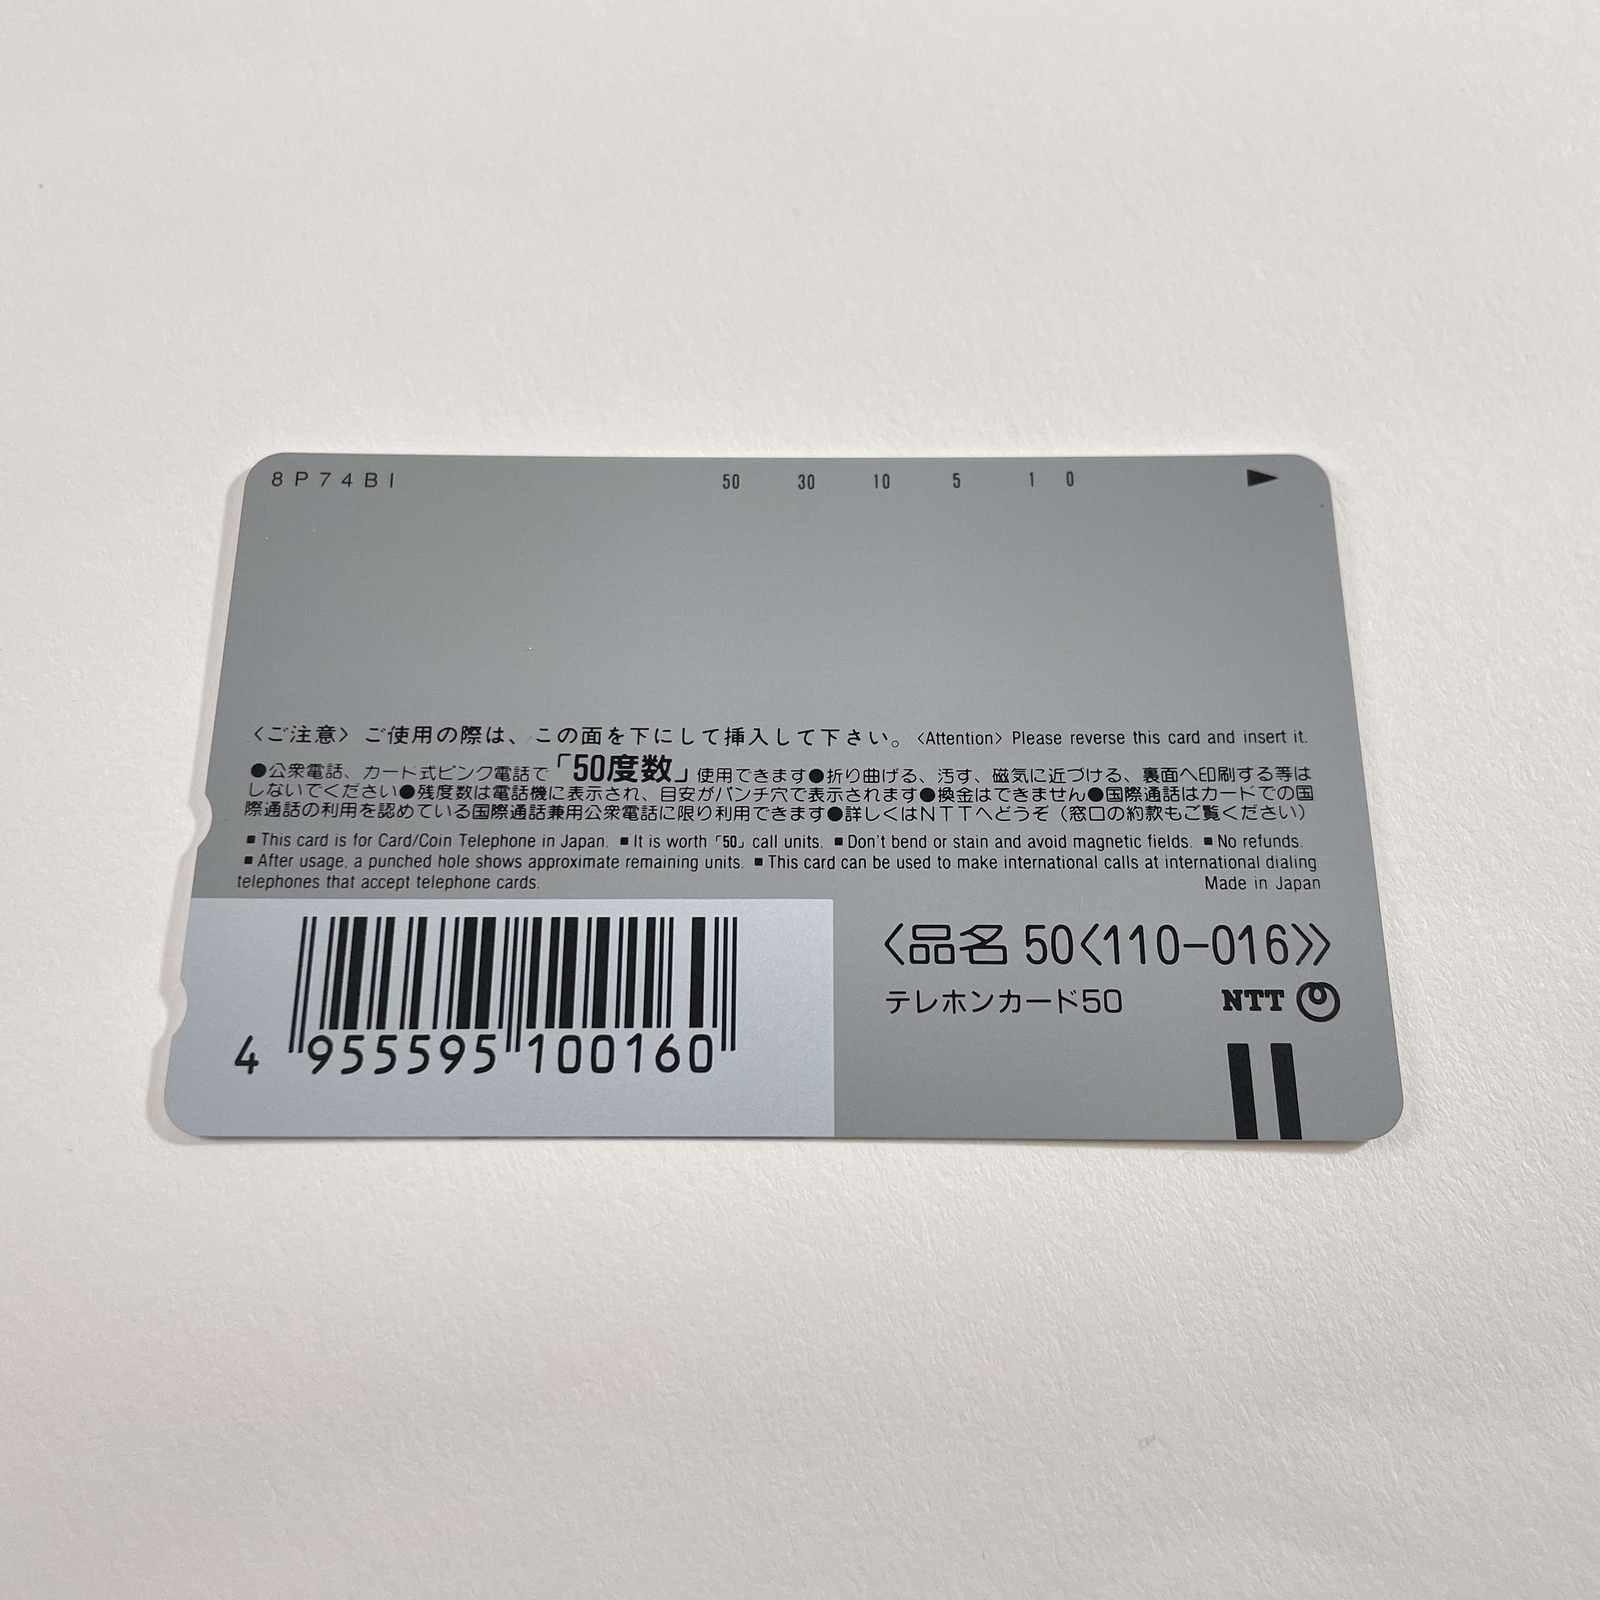 8P74BI
50 30 10 5 1 0 ▶
〈ご注意〉ご使用の際は、この面を下にして挿入して下さい。〈Attention〉Please reverse this card and insert it.
●公衆電話、カード式ピンク電話で「50度数」使用できます●折り曲げる、汚す、磁気に近づける、裏面へ印刷する等は
しないでください●残度数は電話機に表示され、目安がパンチ穴で表示されます●換金はできません●国際通話はカードでの国
際通話の利用を認めている国際通話兼用公衆電話に限り利用できます●詳しくはNTTへどうぞ（窓口の約款もご覧ください）
■This card is for Card/Coin Telephone in Japan. ■It is worth「50」call units. ■Don't bend or stain and avoid magnetic fields. ■No refunds.
■After usage, a punched hole shows approximate remaining units. ■This card can be used to make international calls at international dialing
telephones that accept telephone cards. Made in Japan
〈品名 50〈110-016〉〉
テレホンカード50 NTT
4 955595 100160